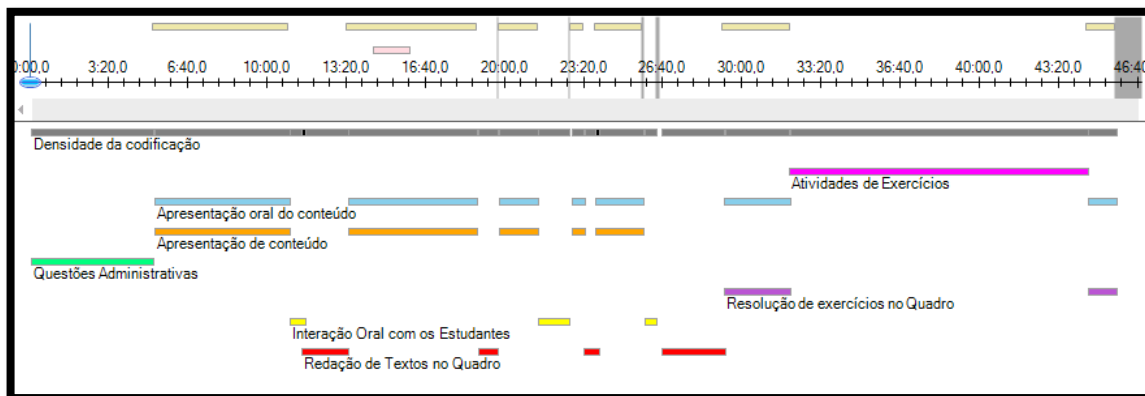 0:00,0 3:20,0 6:40,0 10:00,0 13:20,0 16:40,0 20:00,0 23:20,0 26:40,0 30:00,0 33:20,0 36:40,0 40:00,0 43:20,0 46:40
Densidade da codificação
Atividades de Exercícios
Apresentação oral do conteúdo
Apresentação de conteúdo
Questões Administrativas
Resolução de exercícios no Quadro
Interação Oral com os Estudantes
Redação de Textos no Quadro